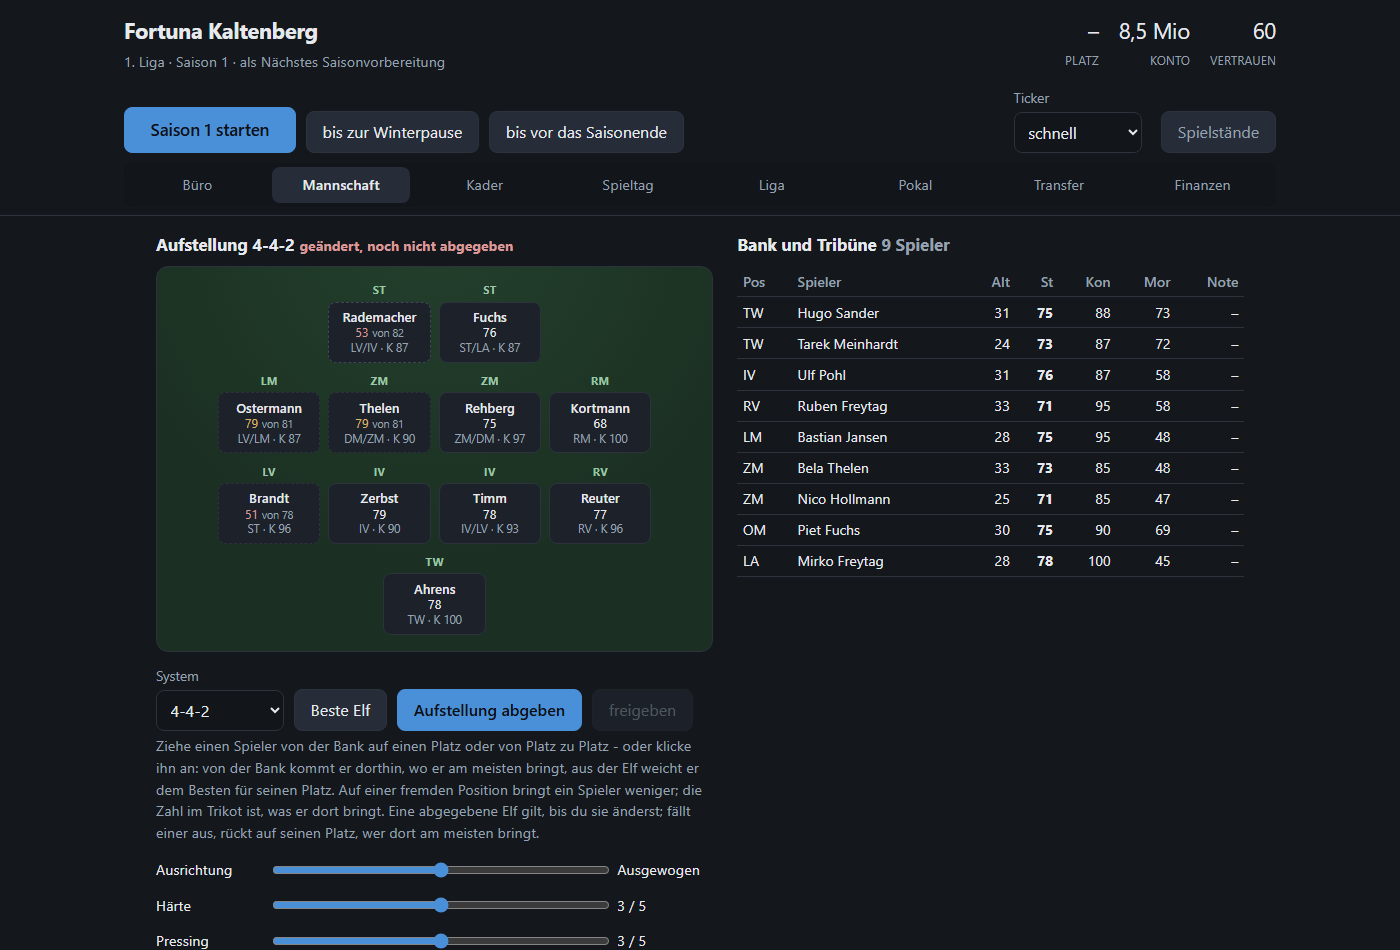 Fortuna Kaltenberg
1. Liga · Saison 1 · als Nächstes Saisonvorbereitung
– 8,5 Mio 60
PLATZ KONTO VERTRAUEN
Saison 1 starten
bis zur Winterpause
bis vor das Saisonende
Ticker
schnell
Spielstände
Büro Mannschaft Kader Spieltag Liga Pokal Transfer Finanzen
Aufstellung 4-4-2 geändert, noch nicht abgegeben
ST ST
Rademacher Fuchs
53 von 82 76
LV/IV · K 87 ST/LA · K 87
LM ZM ZM RM
Ostermann Thelen Rehberg Kortmann
79 von 81 79 von 81 75 68
LV/LM · K 87 DM/ZM · K 90 ZM/DM · K 97 RM · K 100
LV IV IV RV
Brandt Zerbst Timm Reuter
51 von 78 79 78 77
ST · K 96 IV · K 90 IV/LV · K 93 RV · K 96
TW
Ahrens
78
TW · K 100
System
4-4-2
Beste Elf
Aufstellung abgeben
freigeben
Ziehe einen Spieler von der Bank auf einen Platz oder von Platz zu Platz - oder klicke
ihn an: von der Bank kommt er dorthin, wo er am meisten bringt, aus der Elf weicht er
dem Besten für seinen Platz. Auf einer fremden Position bringt ein Spieler weniger; die
Zahl im Trikot ist, was er dort bringt. Eine abgegebene Elf gilt, bis du sie änderst; fällt
einer aus, rückt auf seinen Platz, wer dort am meisten bringt.
Ausrichtung Ausgewogen
Härte 3 / 5
Pressing 3 / 5
Bank und Tribüne 9 Spieler
Pos Spieler Alt St Kon Mor Note
TW Hugo Sander 31 75 88 73 –
TW Tarek Meinhardt 24 73 87 72 –
IV Ulf Pohl 31 76 87 58 –
RV Ruben Freytag 33 71 95 58 –
LM Bastian Jansen 28 75 95 48 –
ZM Bela Thelen 33 73 85 48 –
ZM Nico Hollmann 25 71 85 47 –
OM Piet Fuchs 30 75 90 69 –
LA Mirko Freytag 28 78 100 45 –